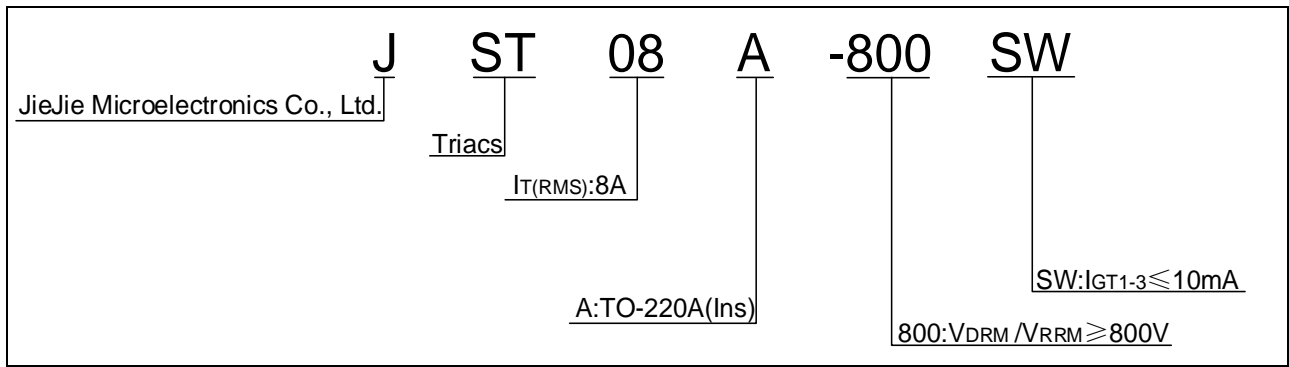 J ST 08 A -800 SW
JieJie Microelectronics Co., Ltd.
Triacs
IT(RMS):8A
SW:IGT1-3≤10mA
A:TO-220A(Ins)
800:VDRM /VRRM≥800V